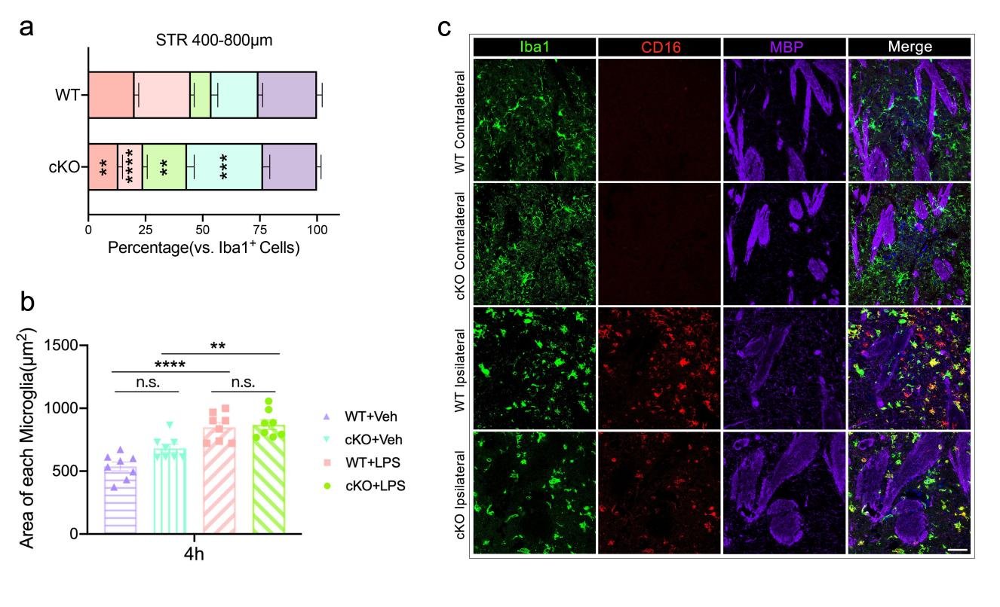 a
STR 400-800μm
WT
cKO
** **** ** ***
0 25 50 75 100
Percentage(vs. Iba1+ Cells)
b
Area of each Microglia(μm2)
1500
1000
500
0
**
****
n.s. n.s.
4h
WT+Veh
cKO+Veh
WT+LPS
cKO+LPS
c
Iba1 CD16 MBP Merge
WT Contralateral
cKO Contralateral
WT Ipsilateral
cKO Ipsilateral